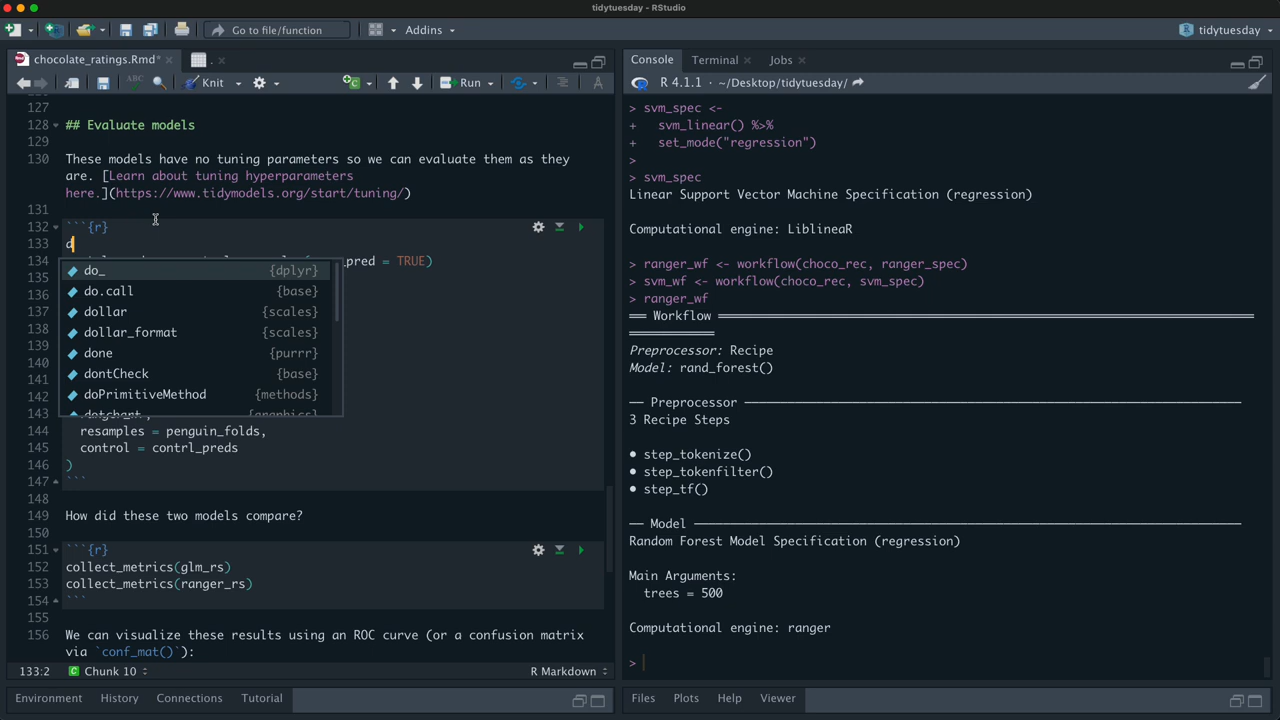 tidytuesday - RStudio
Go to file/function
Addins
tidytuesday
chocolate_ratings.Rmd*
.
Console
Terminal
Jobs
ABC
Knit
Run
R 4.1.1 · ~/Desktop/tidytuesday/
127
128 ## Evaluate models
129
130 These models have no tuning parameters so we can evaluate them as they
are. [Learn about tuning hyperparameters
here.](https://www.tidymodels.org/start/tuning/)
131
132 ```{r}
133 d
134 _pred = TRUE)
do_ {dplyr}
135
do.call {base}
136
dollar {scales}
137
dollar_format {scales}
138
139
done {purrr}
140
dontCheck {base}
141
doPrimitiveMethod {methods}
142
143
dotchart {graphics}
144 resamples = penguin_folds,
145 control = contrl_preds
146 )
147 ```
148
149 How did these two models compare?
150
151 ```{r}
152 collect_metrics(glm_rs)
153 collect_metrics(ranger_rs)
154 ```
155
156 We can visualize these results using an ROC curve (or a confusion matrix
via `conf_mat()`):
133:2
Chunk 10
R Markdown
> svm_spec <-
+ svm_linear() %>%
+ set_mode("regression")
>
> svm_spec
Linear Support Vector Machine Specification (regression)
Computational engine: LiblineaR
> ranger_wf <- workflow(choco_rec, ranger_spec)
> svm_wf <- workflow(choco_rec, svm_spec)
> ranger_wf
══ Workflow ══
Preprocessor: Recipe
Model: rand_forest()
── Preprocessor ──
3 Recipe Steps
• step_tokenize()
• step_tokenfilter()
• step_tf()
── Model ──
Random Forest Model Specification (regression)
Main Arguments:
trees = 500
Computational engine: ranger
>
Environment
History
Connections
Tutorial
Files
Plots
Help
Viewer